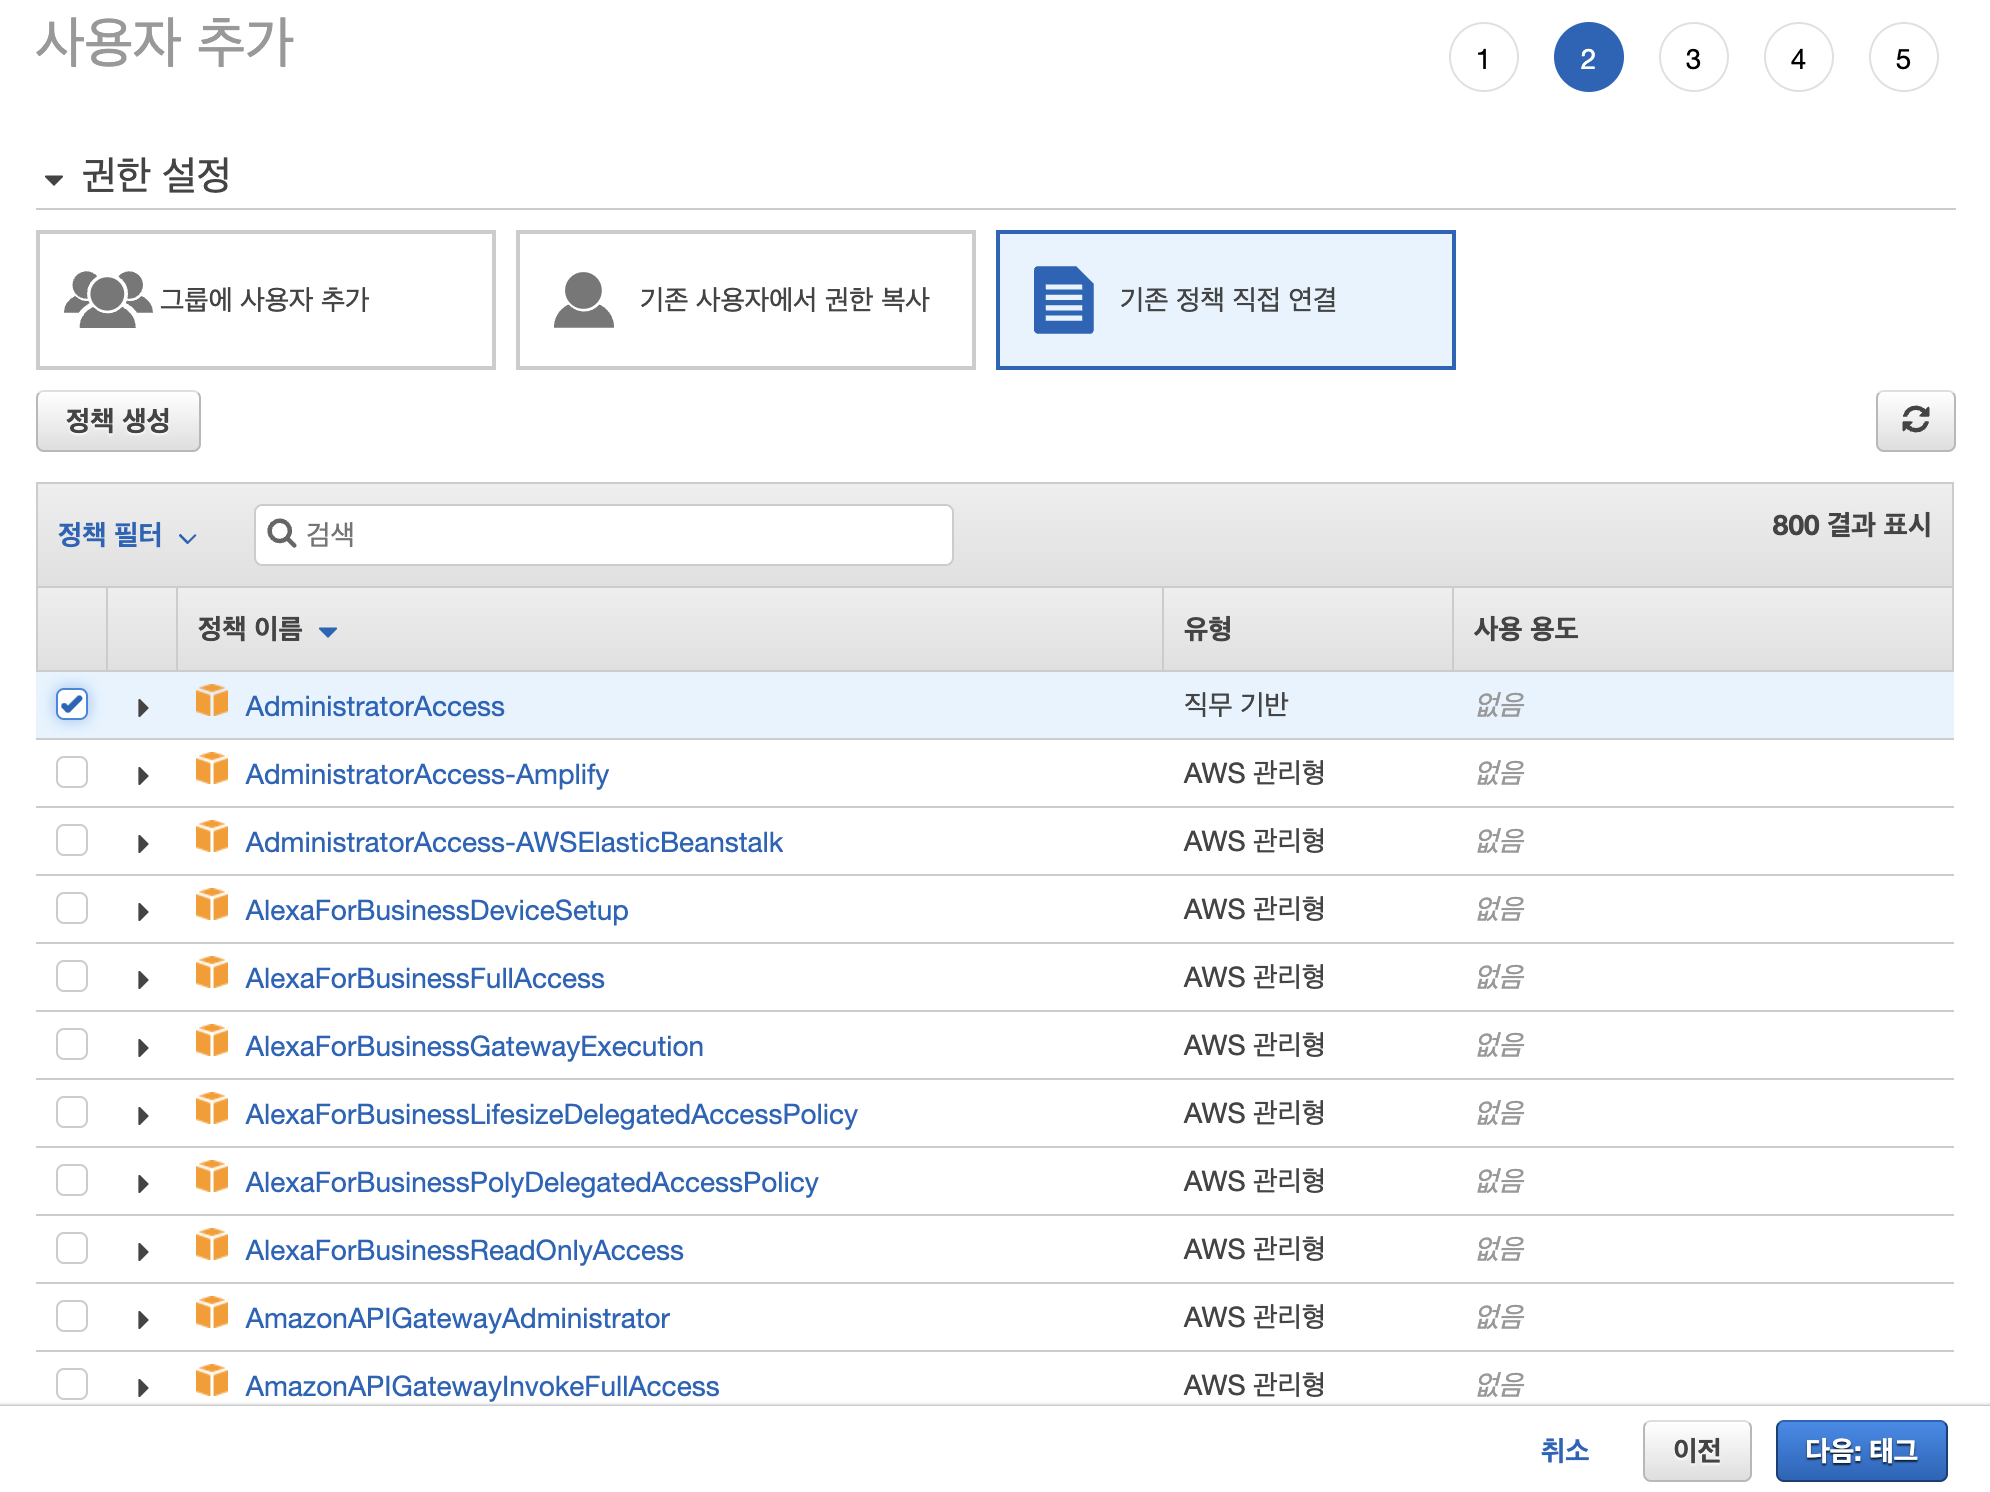 사용자 추가
1 2 3 4 5
권한 설정
그룹에 사용자 추가
기존 사용자에서 권한 복사
기존 정책 직접 연결
정책 생성
정책 필터
검색
800 결과 표시
정책 이름 유형 사용 용도
AdministratorAccess 직무 기반 없음
AdministratorAccess-Amplify AWS 관리형 없음
AdministratorAccess-AWSElasticBeanstalk AWS 관리형 없음
AlexaForBusinessDeviceSetup AWS 관리형 없음
AlexaForBusinessFullAccess AWS 관리형 없음
AlexaForBusinessGatewayExecution AWS 관리형 없음
AlexaForBusinessLifesizeDelegatedAccessPolicy AWS 관리형 없음
AlexaForBusinessPolyDelegatedAccessPolicy AWS 관리형 없음
AlexaForBusinessReadOnlyAccess AWS 관리형 없음
AmazonAPIGatewayAdministrator AWS 관리형 없음
AmazonAPIGatewayInvokeFullAccess AWS 관리형 없음
취소 이전 다음: 태그